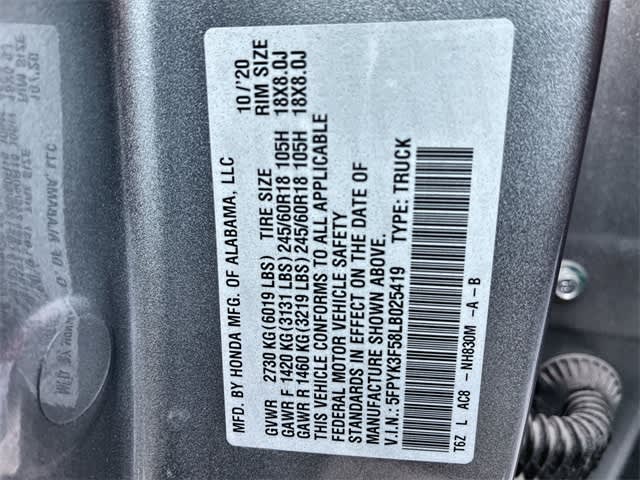 MFD. BY HONDA MFG. OF ALABAMA, LLC 10/'20
GVWR 2730 KG(6019 LBS) TIRE SIZE RIM SIZE
GAWR F 1420 KG(3131 LBS)245/60R18 105H 18X8.0J
GAWR R 1460 KG(3219 LBS)245/60R18 105H 18X8.0J
THIS VEHICLE CONFORMS TO ALL APPLICABLE
FEDERAL MOTOR VEHICLE SAFETY
STANDARDS IN EFFECT ON THE DATE OF
MANUFACTURE SHOWN ABOVE.
V.I.N.: 5FPYK3F58LB025419 TYPE: TRUCK
T6Z L AC8 - NH830M -A - B